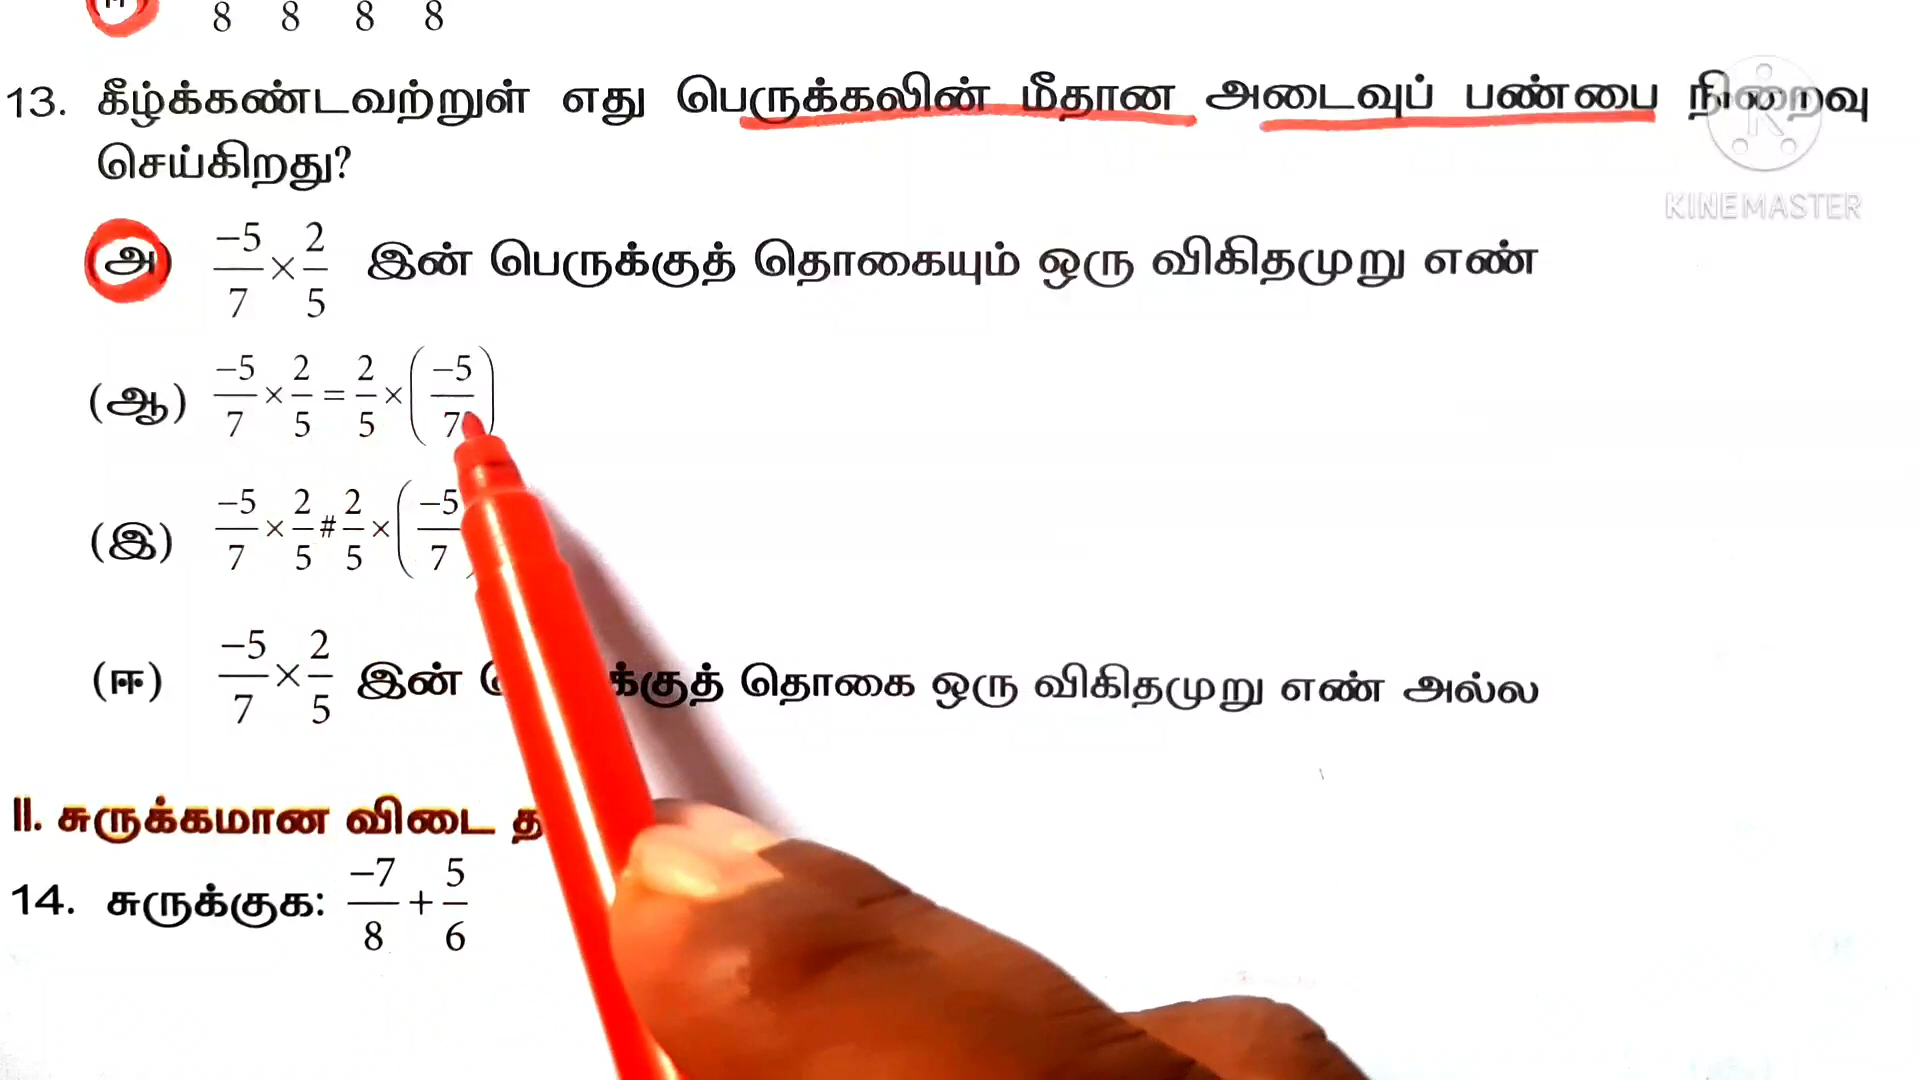 8 8 8 8
13. கீழ்க்கண்டவற்றுள் எது பெருக்கலின் மீதான அடைவுப் பண்பை நிறைவு
செய்கிறது?
அ) −5/7 × 2/5 இன் பெருக்குத் தொகையும் ஒரு விகிதமுறு எண்
(ஆ) −5/7 × 2/5 = 2/5 × (−5/7)
(இ) −5/7 × 2/5 # 2/5 × (−5/7
(ஈ) −5/7 × 2/5 இன் தொகை ஒரு விகிதமுறு எண் அல்ல
II. சுருக்கமான விடை
14. சுருக்குக: −7/8 + 5/6
KINEMASTER